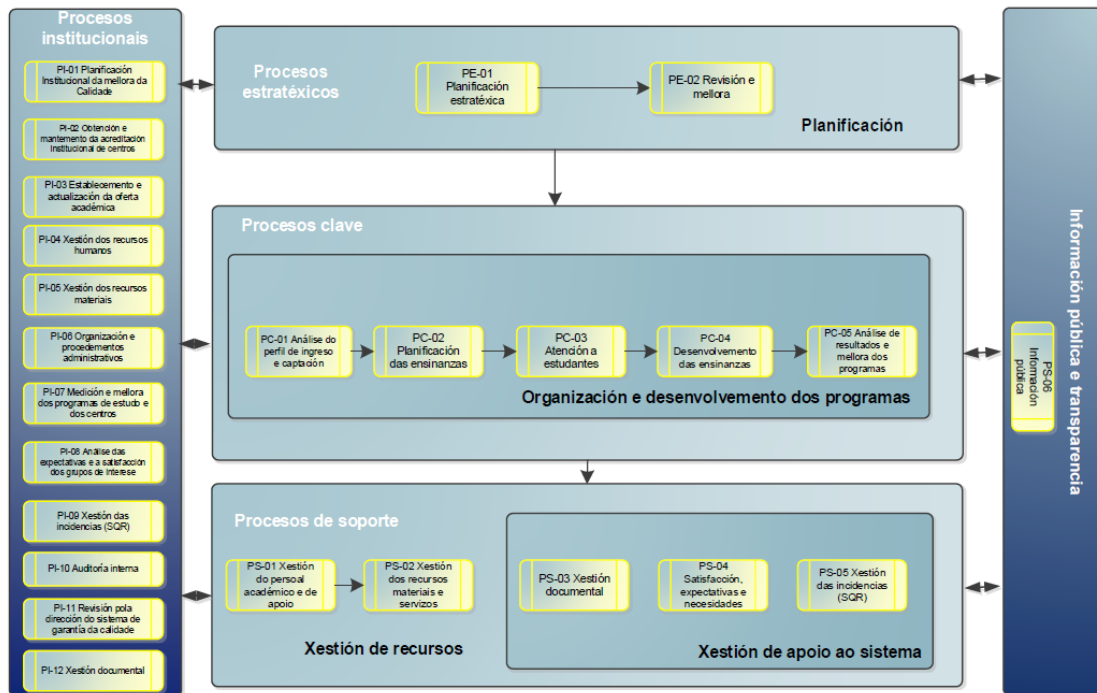 Procesos
institucionais
PI-01 Planificación
Institucional da mellora da
Calidade
PI-02 Obtención e
mantemento da acreditación
institucional de centros
PI-03 Establecemento e
actualización da oferta
académica
PI-04 Xestión dos recursos
humanos
PI-05 Xestión dos recursos
materiais
PI-06 Organización e
procedementos
administrativos
PI-07 Medición e mellora
dos programas de estudo e dos
centros
PI-08 Análise das
expectativas e a satisfacción
dos grupos de interese
PI-09 Xestión das
incidencias (SQR)
PI-10 Auditoría interna
PI-11 Revisión pola
dirección do sistema de
garantía da calidade
PI-12 Xestión documental
Procesos
estratéxicos
PE-01
Planificación
estratéxica
PE-02 Revisión e
mellora
Planificación
Procesos clave
PC-01 Análise do
perfil de ingreso
e captación
PC-02
Planificación
das ensinanzas
PC-03
Atención a
estudantes
PC-04
Desenvolvemento
das ensinanzas
PC-05 Análise de
resultados e
mellora dos
programas
Organización e desenvolvemento dos programas
Procesos de soporte
PS-01 Xestión
do persoal
académico e de
apoio
PS-02 Xestión
dos recursos
materiais e
servizos
Xestión de recursos
PS-03 Xestión
documental
PS-04
Satisfacción,
expectativas e
necesidades
PS-05 Xestión
das incidencias
(SQR)
Xestión de apoio ao sistema
PS-06
Información
pública
Información pública e transparencia